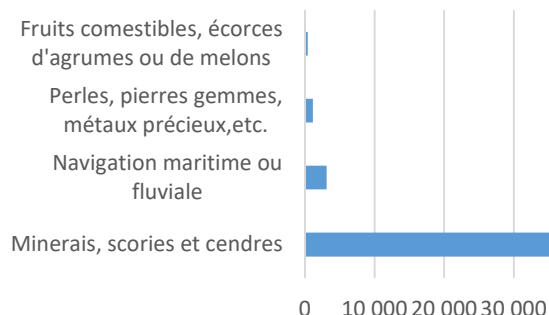 Fruits comestibles, écorces
d'agrumes ou de melons
Perles, pierres gemmes,
métaux précieux,etc.
Navigation maritime ou
fluviale
Minerais, scories et cendres
0 10 000 20 000 30 000